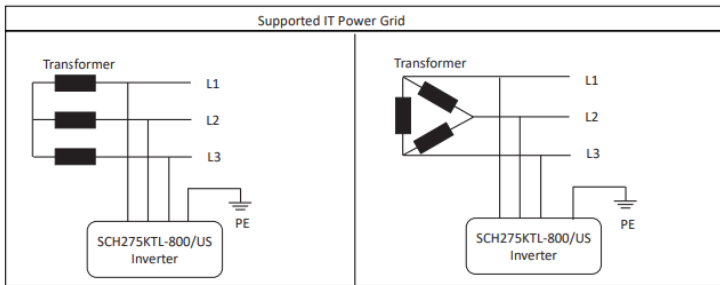 Supported IT Power Grid
Transformer
L1
L2
L3
PE
SCH275KTL-800/US
Inverter
Transformer
L1
L2
L3
PE
SCH275KTL-800/US
Inverter